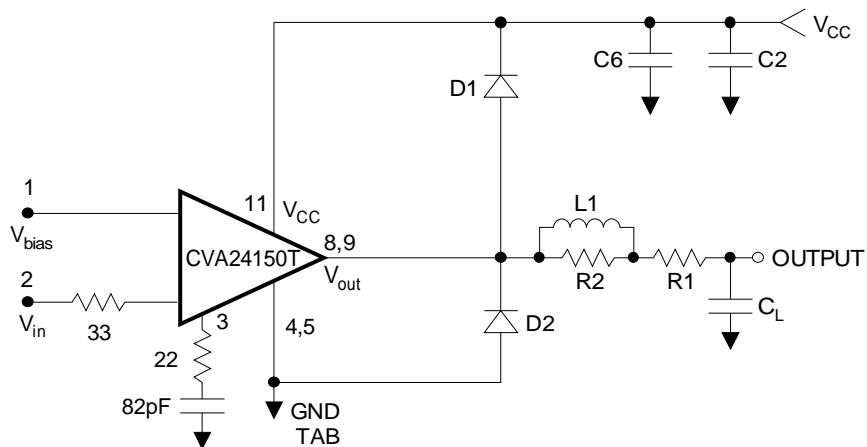 V_CC
C6
C2
D1
1
11
V_CC
L1
V_bias
8,9
CVA24150T
V_out
OUTPUT
R2
R1
2
V_in
3
4,5
33
D2
C_L
22
82pF
GND
TAB